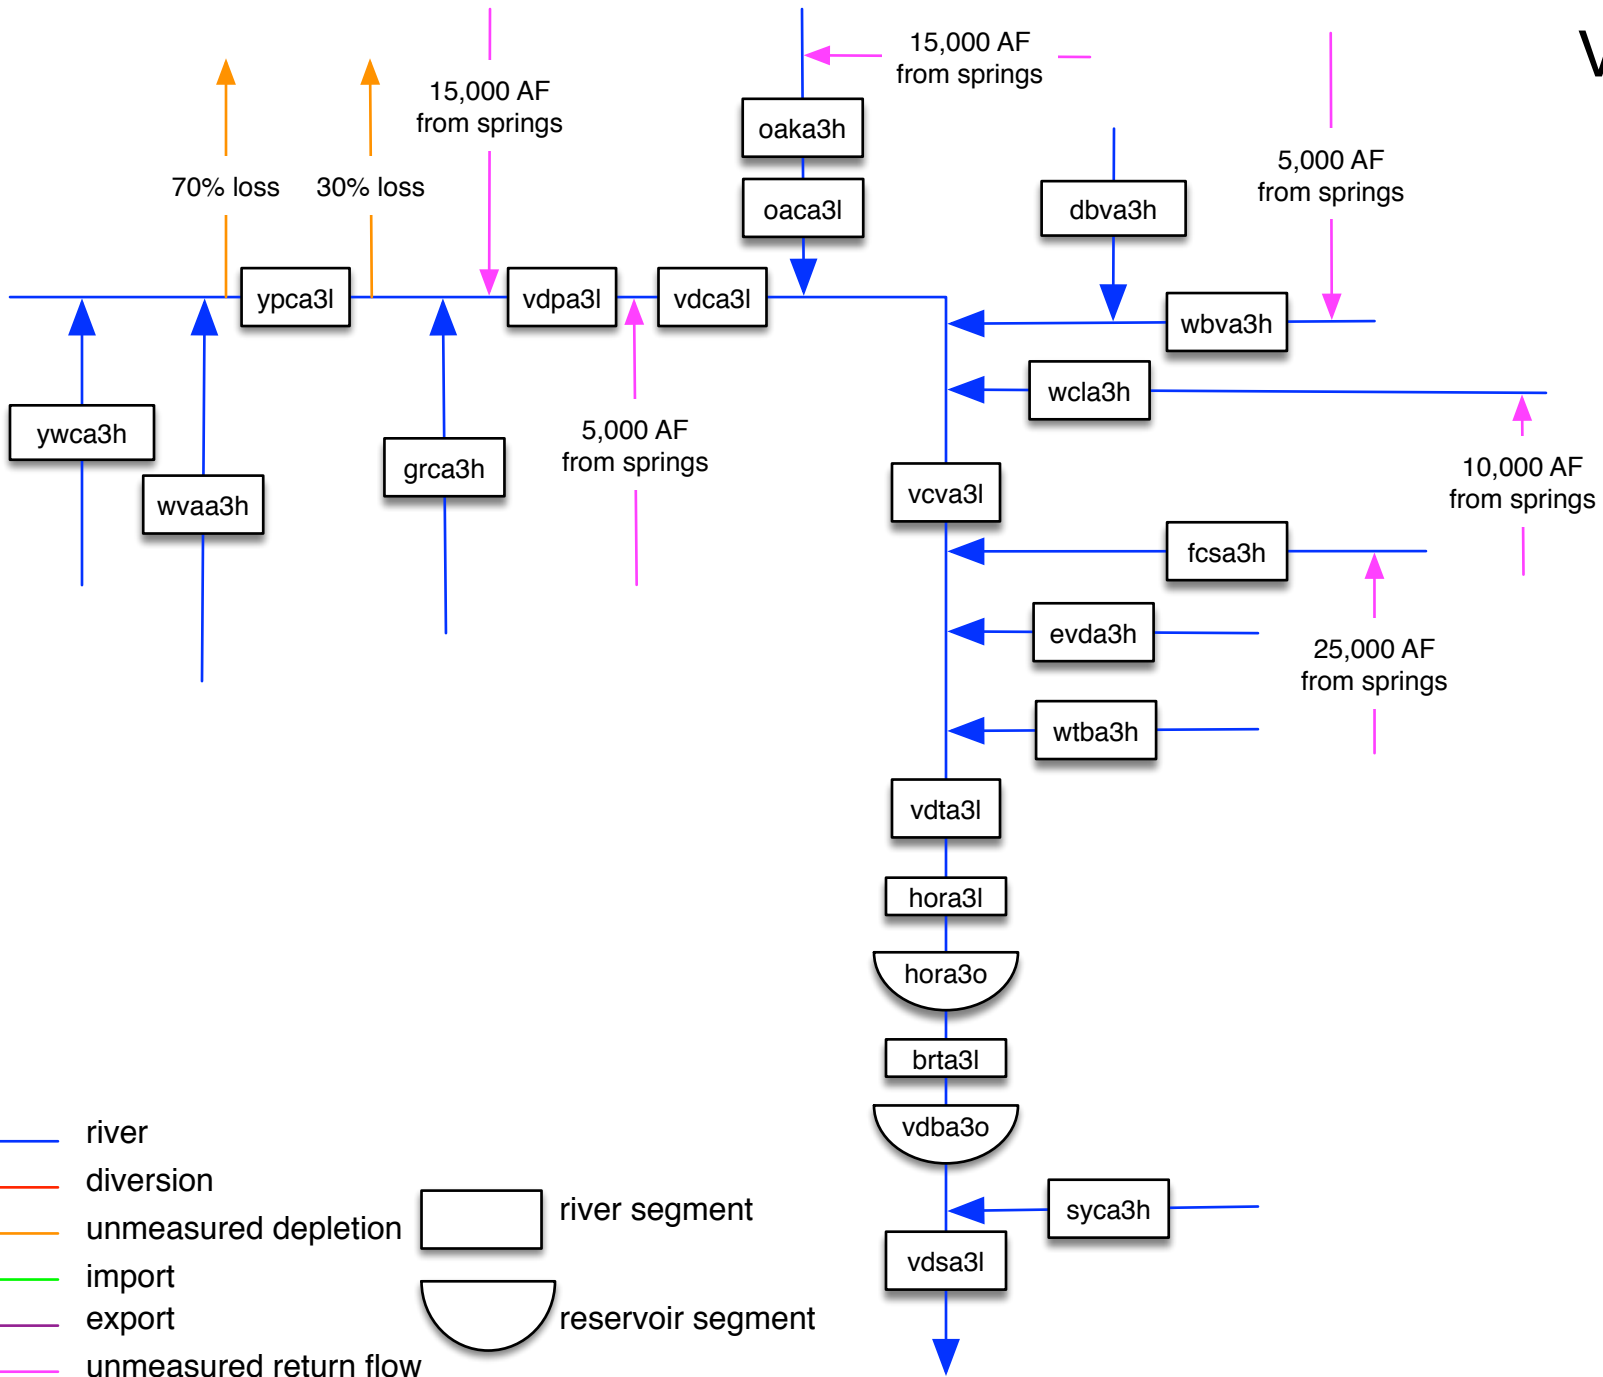 V
15,000 AF
from springs
15,000 AF
from springs
oaka3h
5,000 AF
from springs
70% loss
30% loss
oaca3l
dbva3h
ypca3l
vdpa3l
vdca3l
wbva3h
wcla3h
ywca3h
5,000 AF
from springs
grca3h
10,000 AF
from springs
wvaa3h
vcva3l
fcsa3h
evda3h
25,000 AF
from springs
wtba3h
vdta3l
hora3l
hora3o
brta3l
vdba3o
river
diversion
unmeasured depletion
import
export
unmeasured return flow
river segment
reservoir segment
syca3h
vdsa3l